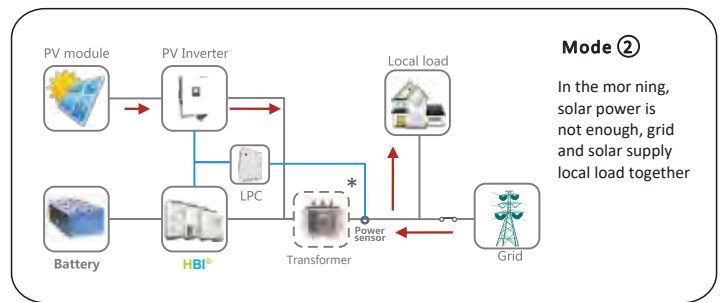 PV module
PV Inverter
Local load
LPC
*
Power
sensor
Battery
HBI®
Transformer
Grid
Mode ②
In the mor ning,
solar power is
not enough, grid
and solar supply
local load together